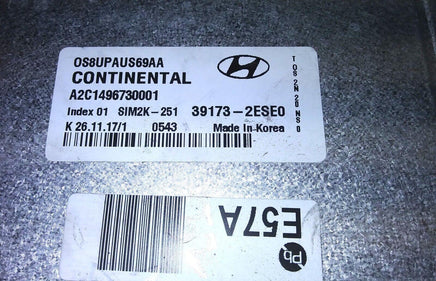 OS8UPAUS69AA
CONTINENTAL
A2C1496730001
Index 01 SIM2K-251 39173-2ESE0
K 26.11.17/1 0543 Made in Korea
E57A
Pb